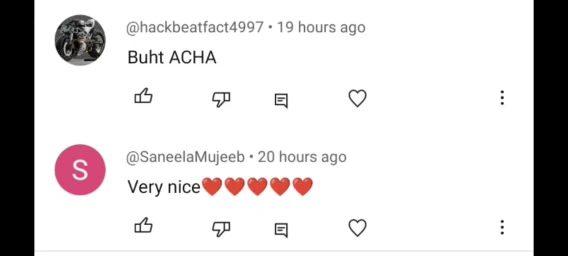 @hackbeatfact4997 • 19 hours ago
Buht ACHA
S
@SaneelaMujeeb • 20 hours ago
Very nice❤️❤️❤️❤️❤️